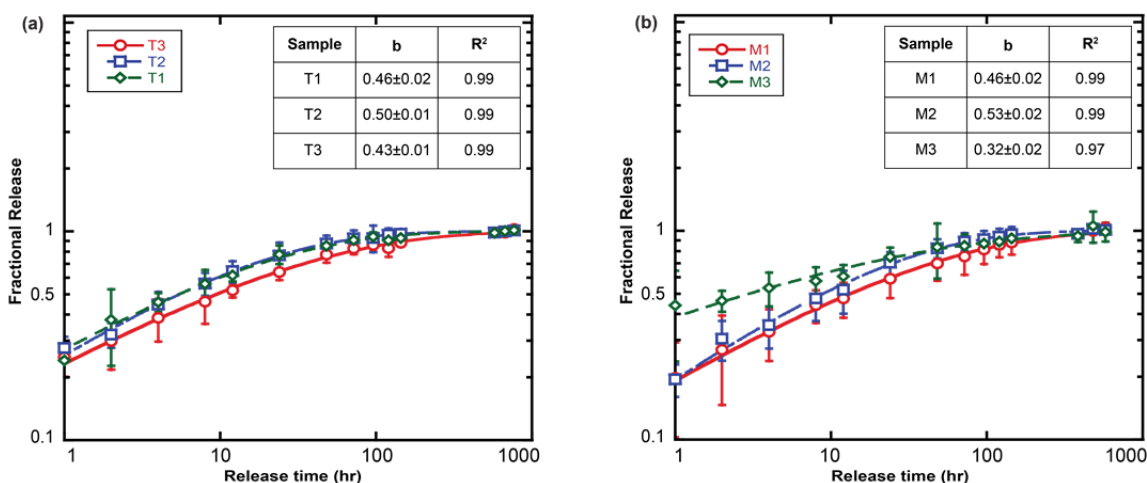 (a)
T3
T2
T1
Sample b R²
T1 0.46±0.02 0.99
T2 0.50±0.01 0.99
T3 0.43±0.01 0.99
Fractional Release
1
0.5
0.1
1 10 100 1000
Release time (hr)
(b)
M1
M2
M3
Sample b R²
M1 0.46±0.02 0.99
M2 0.53±0.02 0.99
M3 0.32±0.02 0.97
Fractional Release
1
0.5
0.1
1 10 100 1000
Release time (hr)